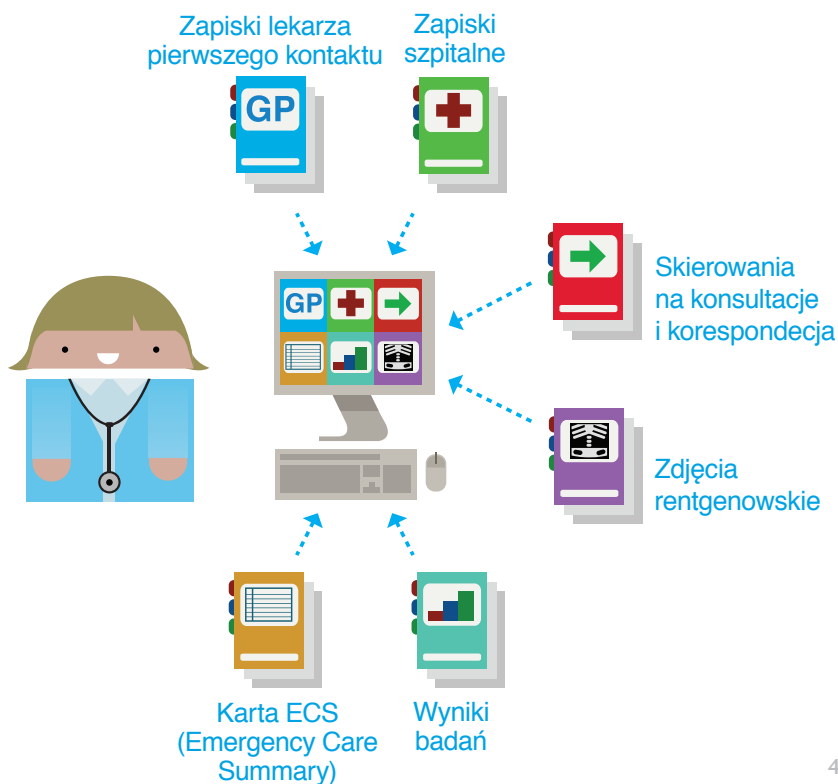 Zapiski lekarza
pierwszego kontaktu
Zapiski
szpitalne
GP
GP
Skierowania
na konsultacje
i korespondecja
Zdjęcia
rentgenowskie
Karta ECS
(Emergency Care
Summary)
Wyniki
badań
4